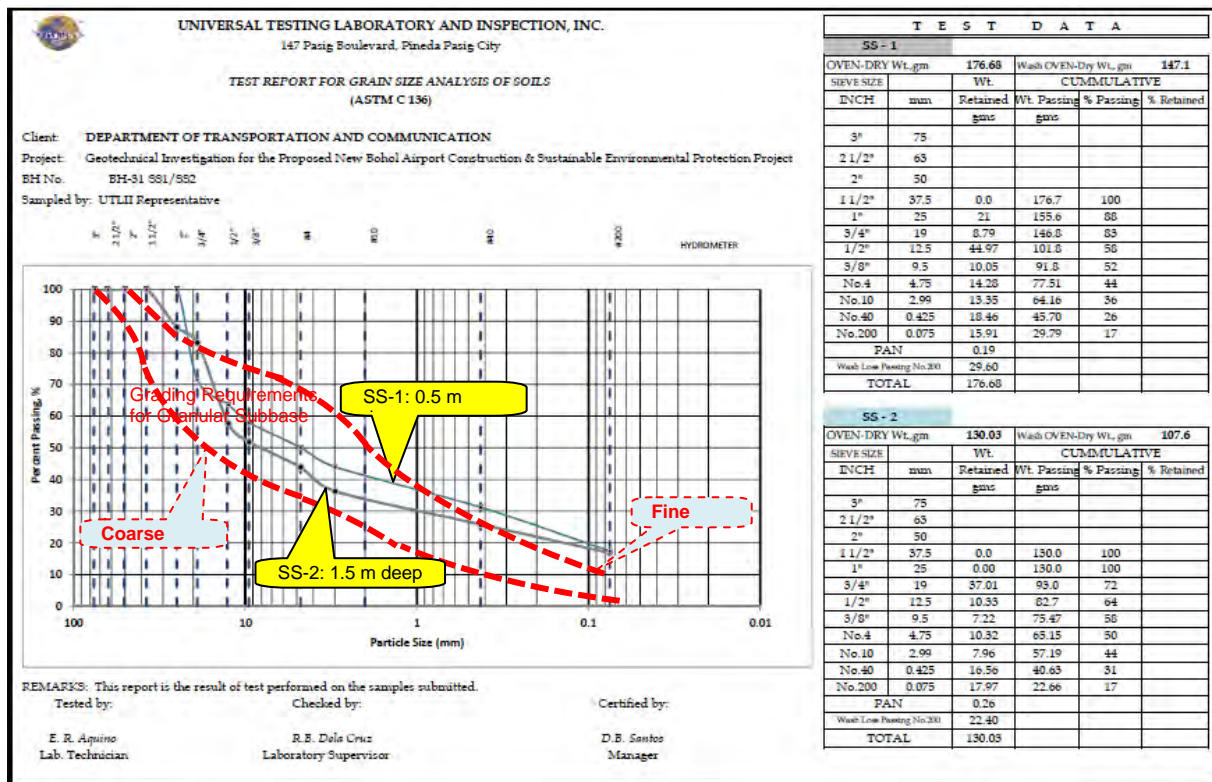 UNIVERSAL TESTING LABORATORY AND INSPECTION, INC.
147 Pasig Boulevard, Pineda Pasig City
TEST REPORT FOR GRAIN SIZE ANALYSIS OF SOILS
(ASTM C 136)
Client: DEPARTMENT OF TRANSPORTATION AND COMMUNICATION
Project: Geotechnical Investigation for the Proposed New Bohol Airport Construction & Sustainable Environmental Protection Project
BH No. BH-31 SS1/SS2
Sampled by: UTLII Representative
3" 2 1/2" 2" 1 1/2" 1" 3/4" 1/2" 3/8" #4 #10 #40 #200 HYDROMETER
Percent Passing, %
100
90
80
70
60
50
40
30
20
10
0
Grading Requirements
for Granular Subbase
SS-1: 0.5 m
Coarse
Fine
SS-2: 1.5 m deep
100 10 1 0.1 0.01
Particle Size (mm)
REMARKS: This report is the result of test performed on the samples submitted.
Tested by: Checked by: Certified by:
E. R. Aquino R.B. Dela Cruz D.B. Santos
Lab. Technician Laboratory Supervisor Manager
T E S T D A T A
SS - 1
OVEN-DRY Wt.,gm 176.68 Wash OVEN-Dry Wt., gm 147.1
SIEVE SIZE Wt. CUMMULATIVE
INCH mm Retained Wt. Passing % Passing % Retained
gms gms
3" 75
2 1/2" 63
2" 50
1 1/2" 37.5 0.0 176.7 100
1" 25 21 155.6 88
3/4" 19 8.79 146.8 83
1/2" 12.5 44.97 101.8 58
3/8" 9.5 10.05 91.8 52
No.4 4.75 14.28 77.51 44
No.10 2.99 13.35 64.16 36
No.40 0.425 18.46 45.70 26
No.200 0.075 15.91 29.79 17
PAN 0.19
Wash Loss Passing No.200 29.60
TOTAL 176.68
SS - 2
OVEN-DRY Wt.,gm 130.03 Wash OVEN-Dry Wt., gm 107.6
SIEVE SIZE Wt. CUMMULATIVE
INCH mm Retained Wt. Passing % Passing % Retained
gms gms
3" 75
2 1/2" 63
2" 50
1 1/2" 37.5 0.0 130.0 100
1" 25 0.00 130.0 100
3/4" 19 37.01 93.0 72
1/2" 12.5 10.33 82.7 64
3/8" 9.5 7.22 75.47 58
No.4 4.75 10.32 65.15 50
No.10 2.99 7.96 57.19 44
No.40 0.425 16.56 40.63 31
No.200 0.075 17.97 22.66 17
PAN 0.26
Wash Loss Passing No.200 22.40
TOTAL 130.03